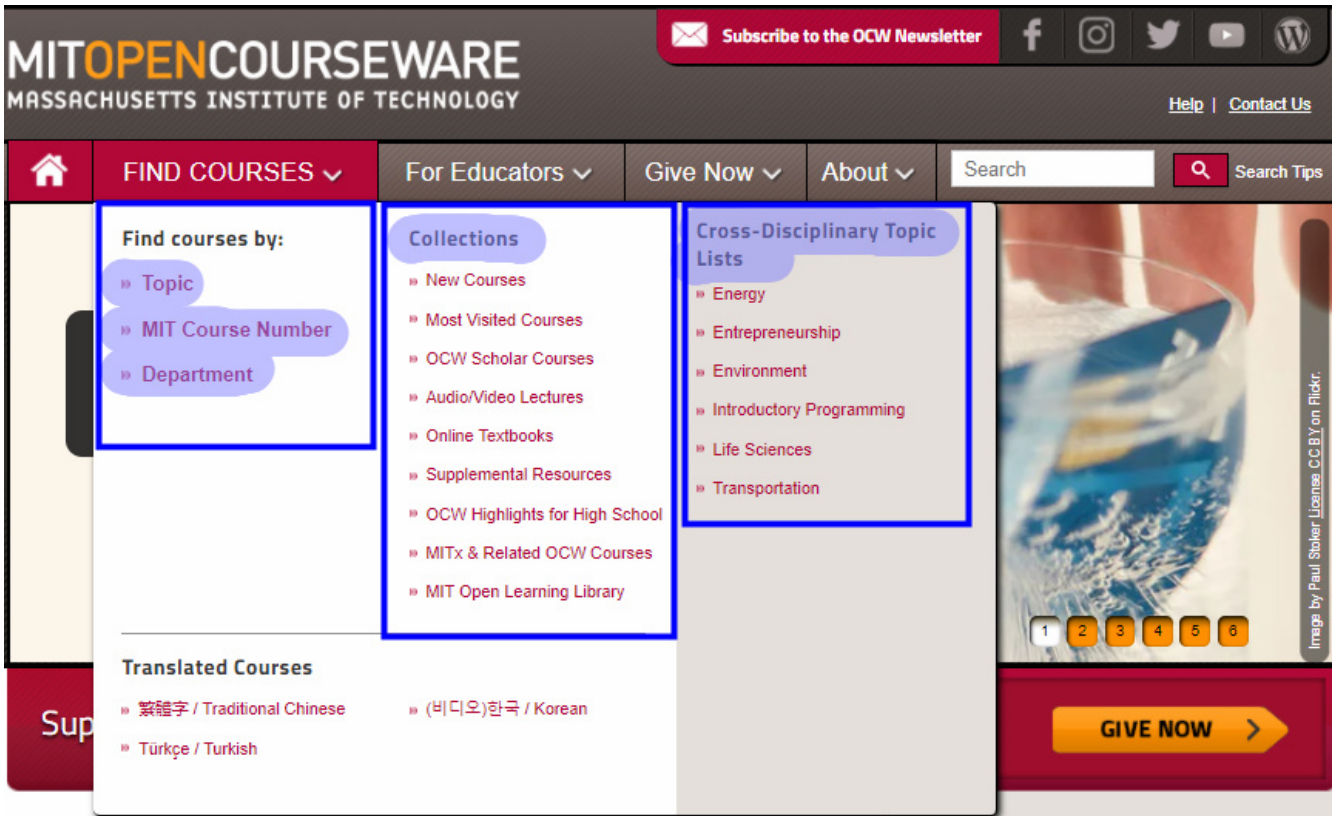 MITOPENCOURSEWARE
MASSACHUSETTS INSTITUTE OF TECHNOLOGY
Subscribe to the OCW Newsletter
Help | Contact Us
FIND COURSES
For Educators
Give Now
About
Search
Search Tips
Find courses by:
» Topic
» MIT Course Number
» Department
Collections
» New Courses
» Most Visited Courses
» OCW Scholar Courses
» Audio/Video Lectures
» Online Textbooks
» Supplemental Resources
» OCW Highlights for High School
» MITx & Related OCW Courses
» MIT Open Learning Library
Cross-Disciplinary Topic
Lists
» Energy
» Entrepreneurship
» Environment
» Introductory Programming
» Life Sciences
» Transportation
Image by Paul Stoker License CC BY on Flickr.
1 2 3 4 5 6
Translated Courses
» 繁體字 / Traditional Chinese
» (비디오)한국 / Korean
» Türkçe / Turkish
Sup
GIVE NOW